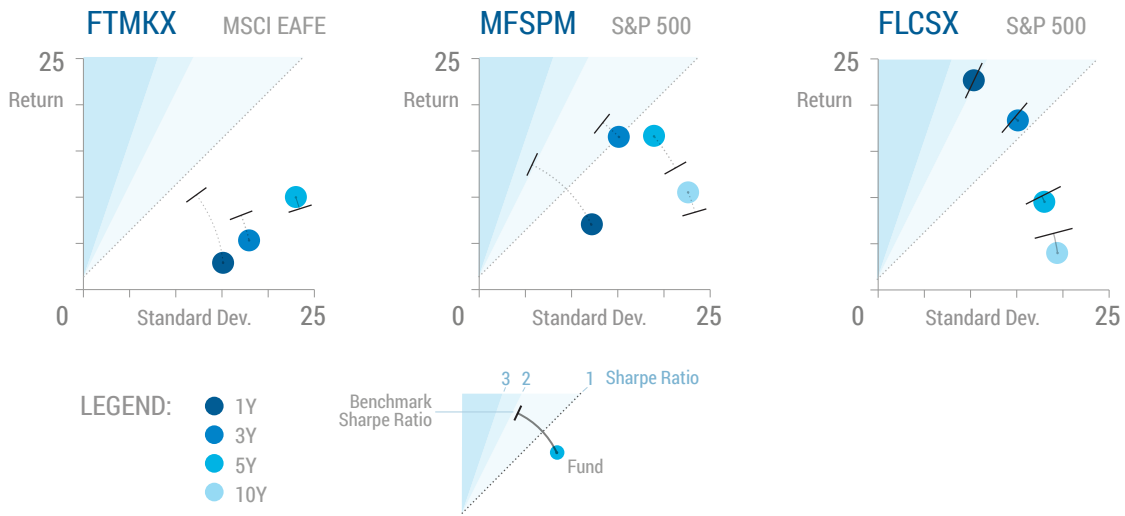 FTMKX MSCI EAFE
25
Return
0 Standard Dev. 25
MFSPM S&P 500
25
Return
0 Standard Dev. 25
FLCSX S&P 500
25
Return
0 Standard Dev. 25
LEGEND:
1Y
3Y
5Y
10Y
3 2 1 Sharpe Ratio
Benchmark
Sharpe Ratio
Fund